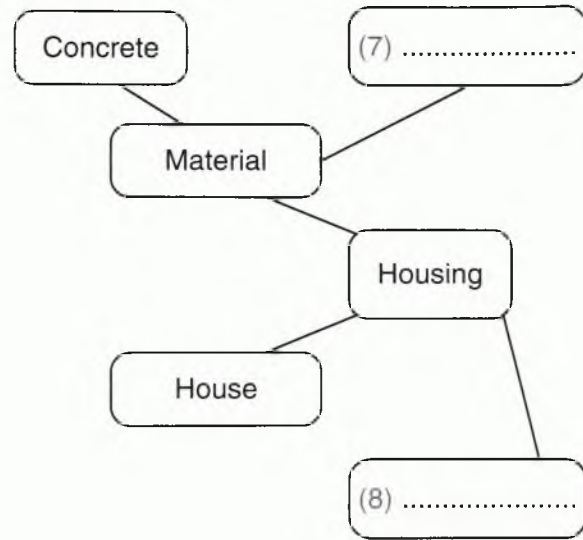 Concrete
(7) ........................
Material
Housing
House
(8) ........................